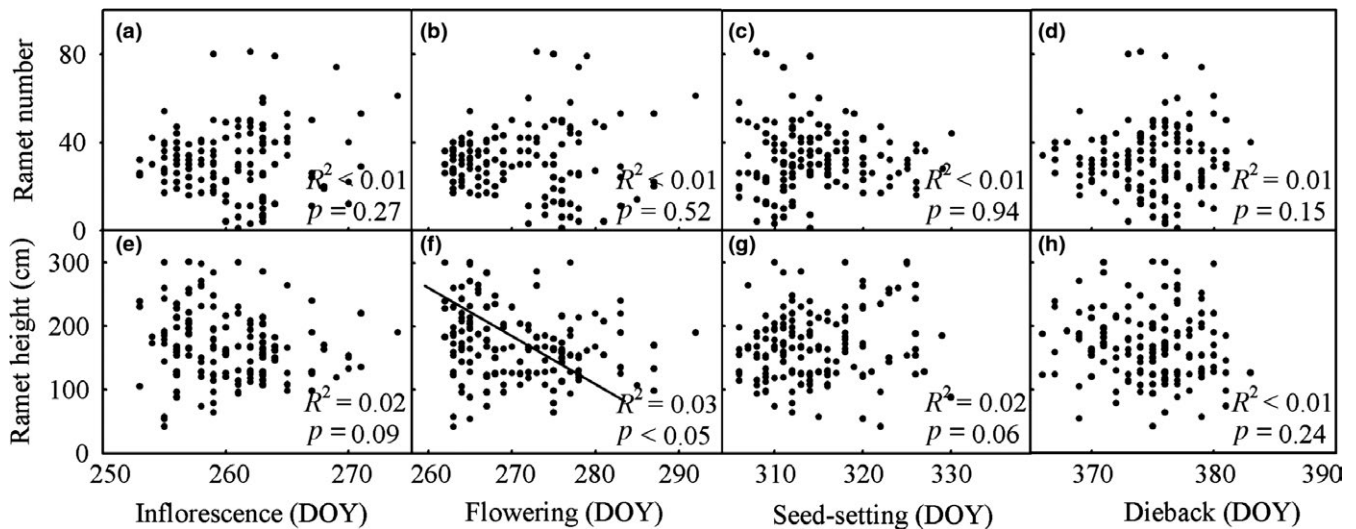 (a) (b) (c) (d)
80
40
0
Ramet number
R² < 0.01 R² < 0.01 R² < 0.01 R² = 0.01
p = 0.27 p = 0.52 p = 0.94 p = 0.15
(e) (f) (g) (h)
300
200
100
0
Ramet height (cm)
R² = 0.02 R² = 0.03 R² = 0.02 R² < 0.01
p = 0.09 p < 0.05 p = 0.06 p = 0.24
250 260 270 260 270 280 290 310 320 330 370 380 390
Inflorescence (DOY) Flowering (DOY) Seed-setting (DOY) Dieback (DOY)